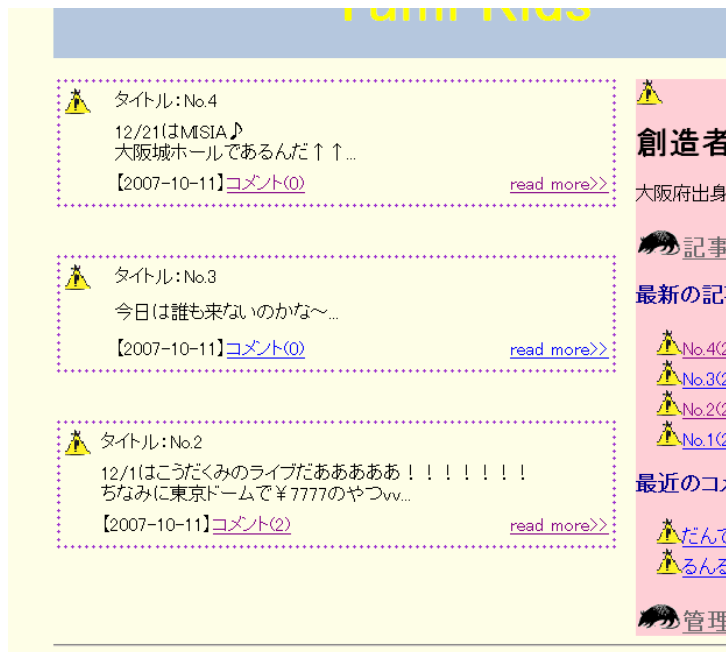 Yumi Kids
タイトル:No.4
12/21はMISIA♪
大阪城ホールであるんだ↑↑...
【2007-10-11】コメント(0) read more>>
タイトル:No.3
今日は誰も来ないのかな～...
【2007-10-11】コメント(0) read more>>
タイトル:No.2
12/1はこうだくみのライブだあああああ！！！！！！！
ちなみに東京ドームで￥7777のやつvv...
【2007-10-11】コメント(2) read more>>
創造者
大阪府出身
記事
最新の記
No.4(2
No.3(2
No.2(2
No.1(2
最近のコ
だんで
るんる
管理